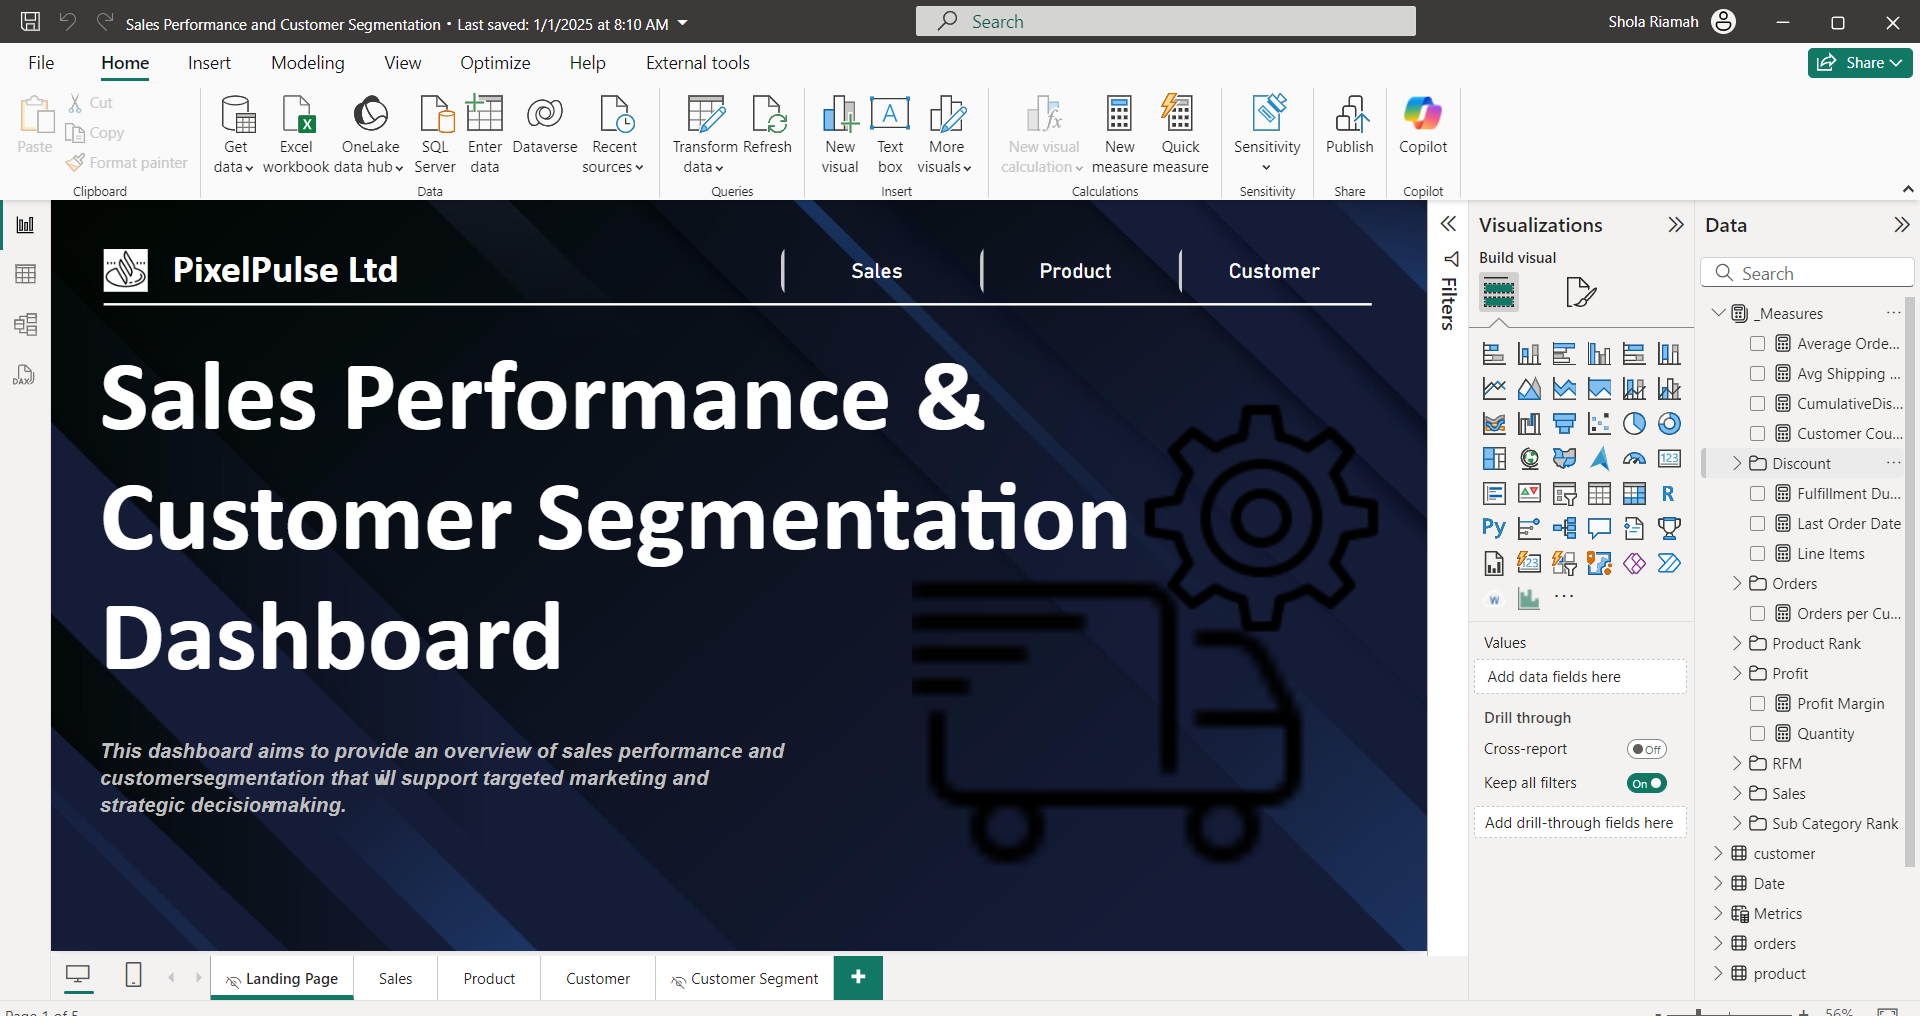 Sales Performance and Customer Segmentation • Last saved: 1/1/2025 at 8:10 AM
Search
Shola Riamah
File Home Insert Modeling View Optimize Help External tools
Share
Paste
Cut
Copy
Format painter
Clipboard
Get data
Excel workbook
OneLake data hub
SQL Server
Enter data
Dataverse
Recent sources
Data
Transform data
Refresh
Queries
New visual
Text box
More visuals
Insert
New visual calculation
New measure
Quick measure
Calculations
Sensitivity
Sensitivity
Publish
Share
Copilot
Copilot
PixelPulse Ltd
Sales
Product
Customer
Sales Performance &
Customer Segmentation
Dashboard
This dashboard aims to provide an overview of sales performance and
customersegmentation that will support targeted marketing and
strategic decision-making.
Filters
Visualizations
Build visual
123
R
Py
123
Values
Add data fields here
Drill through
Cross-report
Off
Keep all filters
On
Add drill-through fields here
Data
Search
_Measures
Average Orde...
Avg Shipping ...
CumulativeDis...
Customer Cou...
Discount
Fulfillment Du...
Last Order Date
Line Items
Orders
Orders per Cu...
Product Rank
Profit
Profit Margin
Quantity
RFM
Sales
Sub Category Rank
customer
Date
Metrics
orders
product
Landing Page
Sales
Product
Customer
Customer Segment
Page 1 of 5
56%